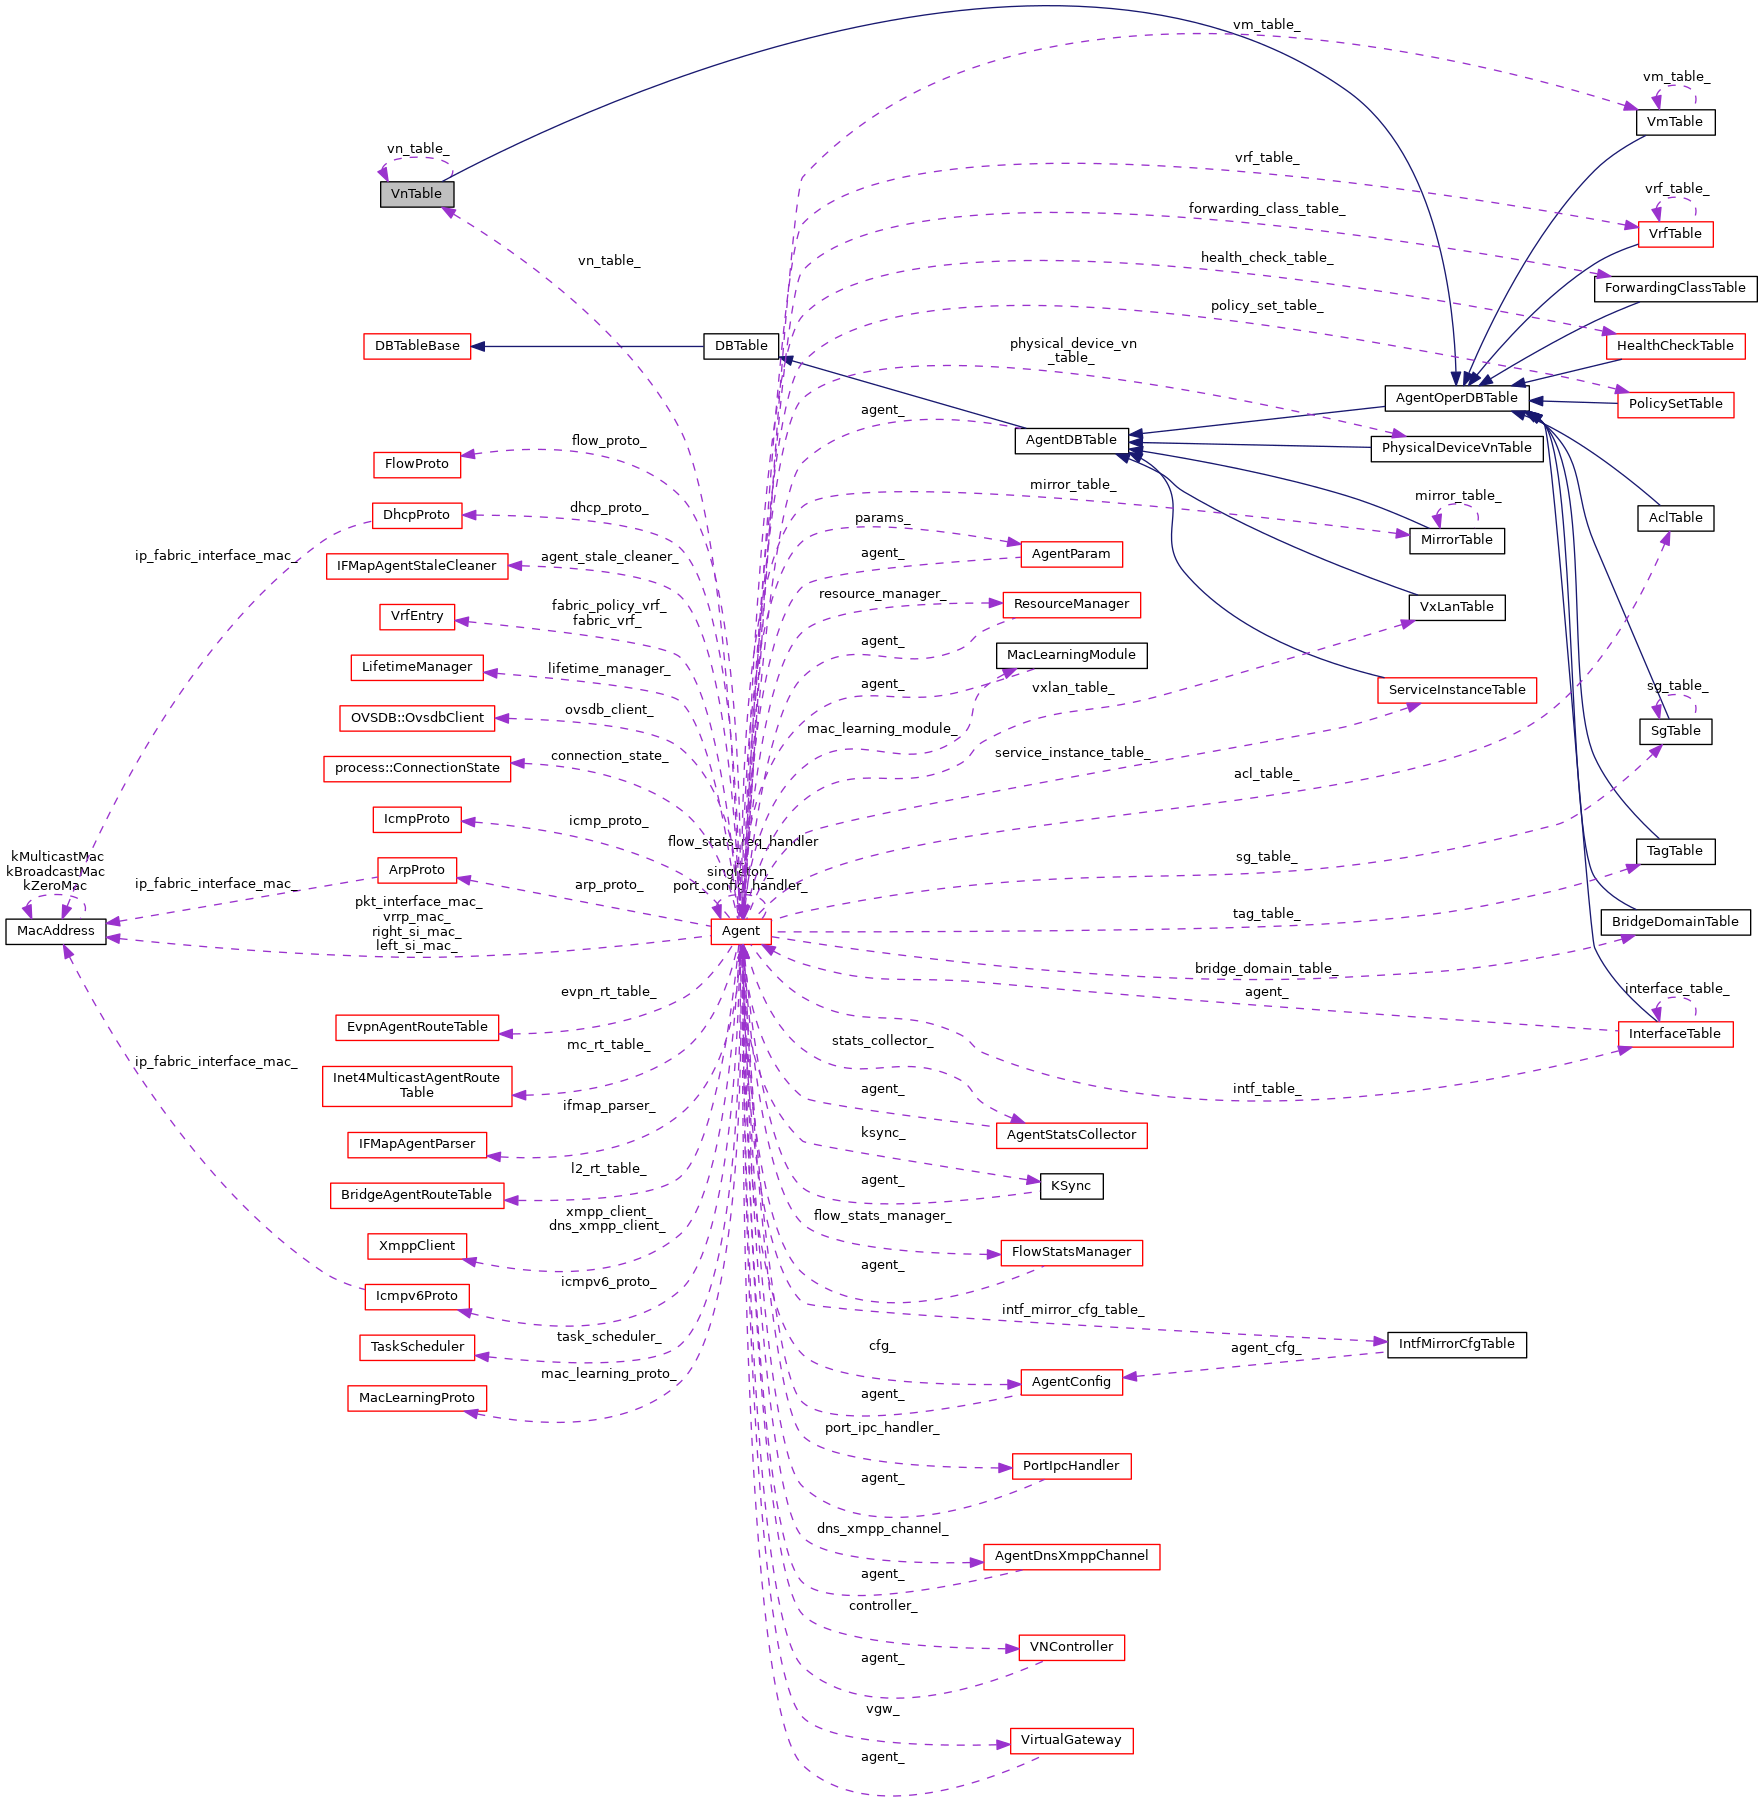 vm_table_
vm_table_
VmTable
vn_table_
vrf_table_
VnTable
vrf_table_
forwarding_class_table_
VrfTable
vn_table_
health_check_table_
ForwardingClassTable
policy_set_table_
DBTableBase
DBTable
physical_device_vn
_table_
HealthCheckTable
AgentOperDBTable
PolicySetTable
agent_
AgentDBTable
flow_proto_
PhysicalDeviceVnTable
FlowProto
mirror_table_
mirror_table_
dhcp_proto_
DhcpProto
params_
AclTable
MirrorTable
ip_fabric_interface_mac_
agent_stale_cleaner_
agent_
AgentParam
IFMapAgentStaleCleaner
resource_manager_
ResourceManager
fabric_policy_vrf_
fabric_vrf_
VrfEntry
VxLanTable
agent_
MacLearningModule
lifetime_manager_
LifetimeManager
agent_
vxlan_table_
ServiceInstanceTable
sg_table_
ovsdb_client_
OVSDB::OvsdbClient
mac_learning_module_
SgTable
connection_state_
service_instance_table_
process::ConnectionState
acl_table_
icmp_proto_
IcmpProto
flow_stats_req_handler
singleton_
port_config_handler_
TagTable
kMulticastMac
kBroadcastMac
kZeroMac
sg_table_
ArpProto
ip_fabric_interface_mac_
arp_proto_
pkt_interface_mac_
vrrp_mac_
right_si_mac_
left_si_mac_
tag_table_
BridgeDomainTable
MacAddress
Agent
bridge_domain_table_
evpn_rt_table_
agent_
interface_table_
EvpnAgentRouteTable
InterfaceTable
mc_rt_table_
stats_collector_
ip_fabric_interface_mac_
Inet4MulticastAgentRoute
Table
agent_
intf_table_
ifmap_parser_
ksync_
AgentStatsCollector
IFMapAgentParser
l2_rt_table_
agent_
KSync
BridgeAgentRouteTable
xmpp_client_
dns_xmpp_client_
flow_stats_manager_
XmppClient
FlowStatsManager
agent_
icmpv6_proto_
Icmpv6Proto
intf_mirror_cfg_table_
task_scheduler_
TaskScheduler
cfg_
agent_cfg_
IntfMirrorCfgTable
mac_learning_proto_
AgentConfig
agent_
MacLearningProto
port_ipc_handler_
PortIpcHandler
agent_
dns_xmpp_channel_
AgentDnsXmppChannel
agent_
controller_
VNController
agent_
vgw_
VirtualGateway
agent_